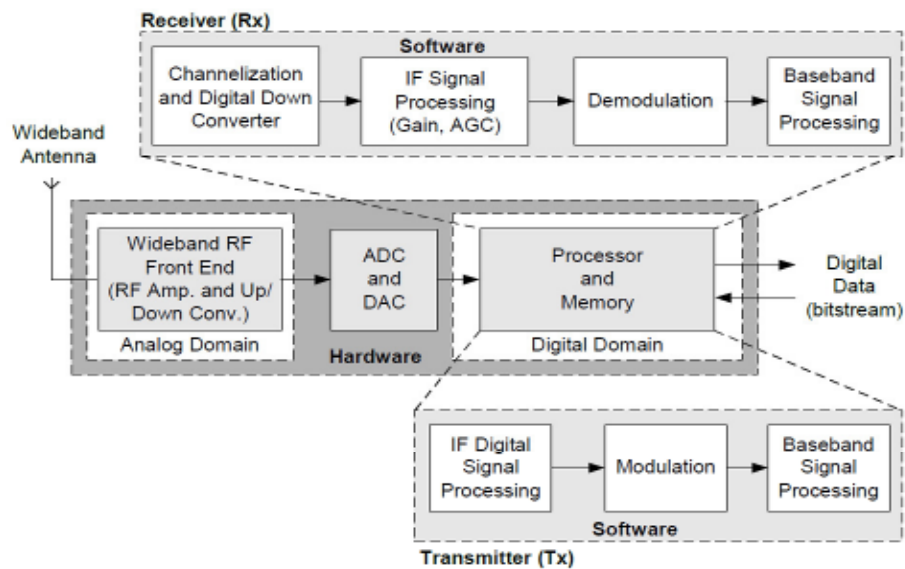 Receiver (Rx)
Software
Channelization
and Digital Down
Converter
IF Signal
Processing
(Gain, AGC)
Demodulation
Baseband
Signal
Processing
Wideband
Antenna
Wideband RF
Front End
(RF Amp. and Up/
Down Conv.)
Analog Domain
ADC
and
DAC
Hardware
Processor
and
Memory
Digital Domain
Digital
Data
(bitstream)
IF Digital
Signal
Processing
Modulation
Baseband
Signal
Processing
Software
Transmitter (Tx)